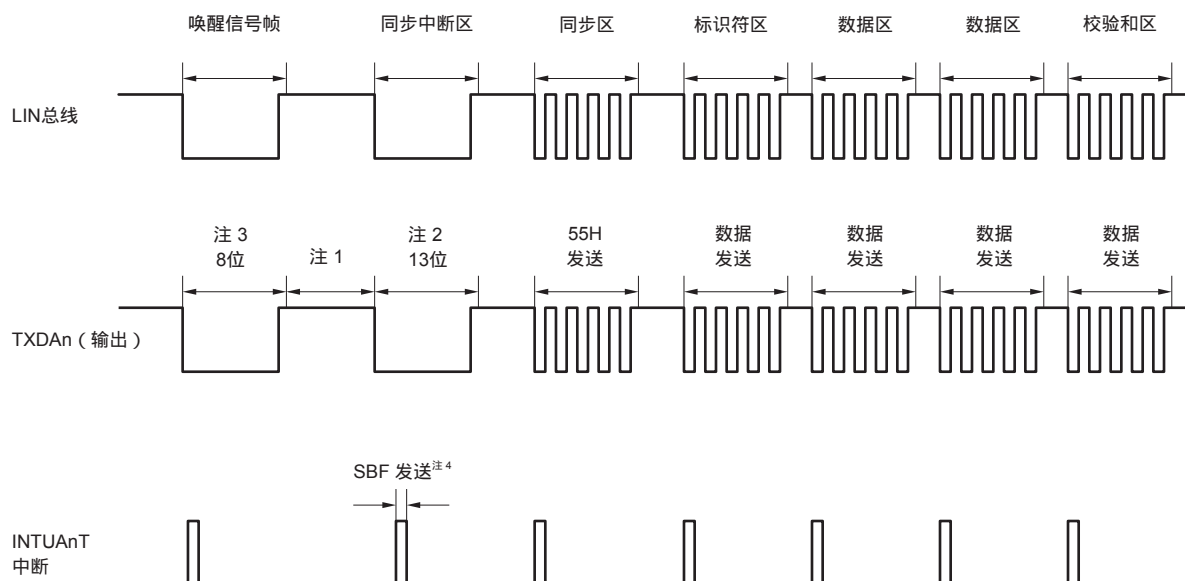 唤醒信号帧 同步中断区 同步区 标识符区 数据区 数据区 校验和区
LIN总线
注 3 注 2 55H 数据 数据 数据 数据
8位 注 1 13位 发送 发送 发送 发送 发送
TXDAn（输出）
SBF 发送注 4
INTUAnT
中断